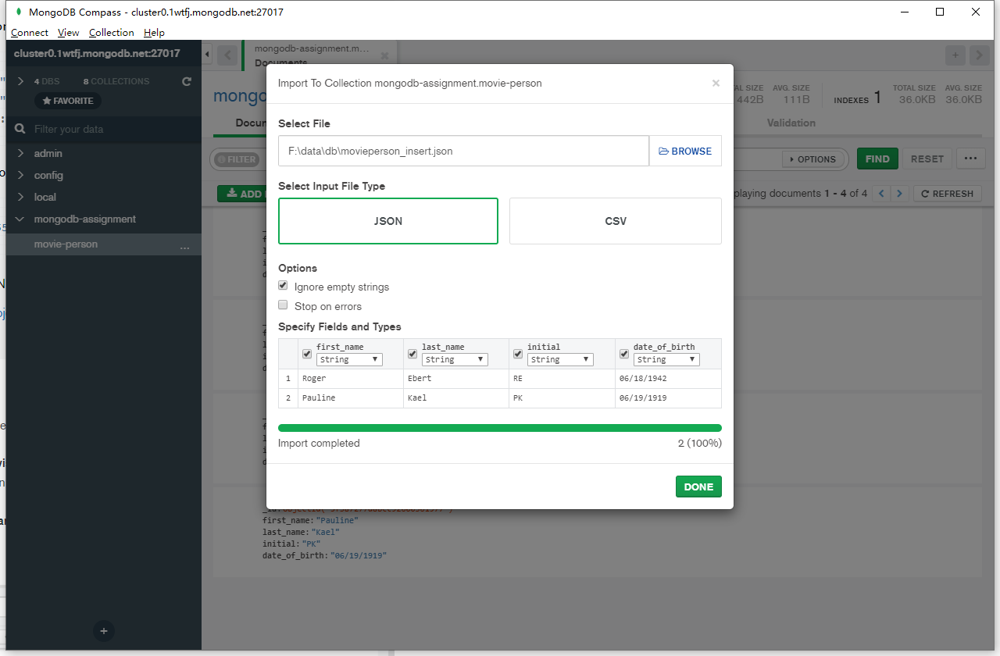 MongoDB Compass - cluster0.1wtfj.mongodb.net:27017
Connect View Collection Help
cluster0.1wtfj.mongodb.net:27017
4 DBS 8 COLLECTIONS
FAVORITE
Filter your data
admin
config
local
mongodb-assignment
movie-person
...
mongodb-assignment.m...
Documents
mongo
442B
AVG. SIZE
111B
INDEXES 1
TOTAL SIZE
36.0KB
AVG. SIZE
36.0KB
Validation
FILTER
OPTIONS
FIND
RESET
...
ADD
playing documents 1 - 4 of 4
REFRESH
Import To Collection mongodb-assignment.movie-person
Select File
F:\data\db\movieperson_insert.json
BROWSE
Select Input File Type
JSON
CSV
Options
Ignore empty strings
Stop on errors
Specify Fields and Types
first_name last_name initial date_of_birth
String String String String
1 Roger Ebert RE 06/18/1942
2 Pauline Kael PK 06/19/1919
Import completed 2 (100%)
DONE
first_name: "Pauline"
last_name: "Kael"
initial: "PK"
date_of_birth: "06/19/1919"